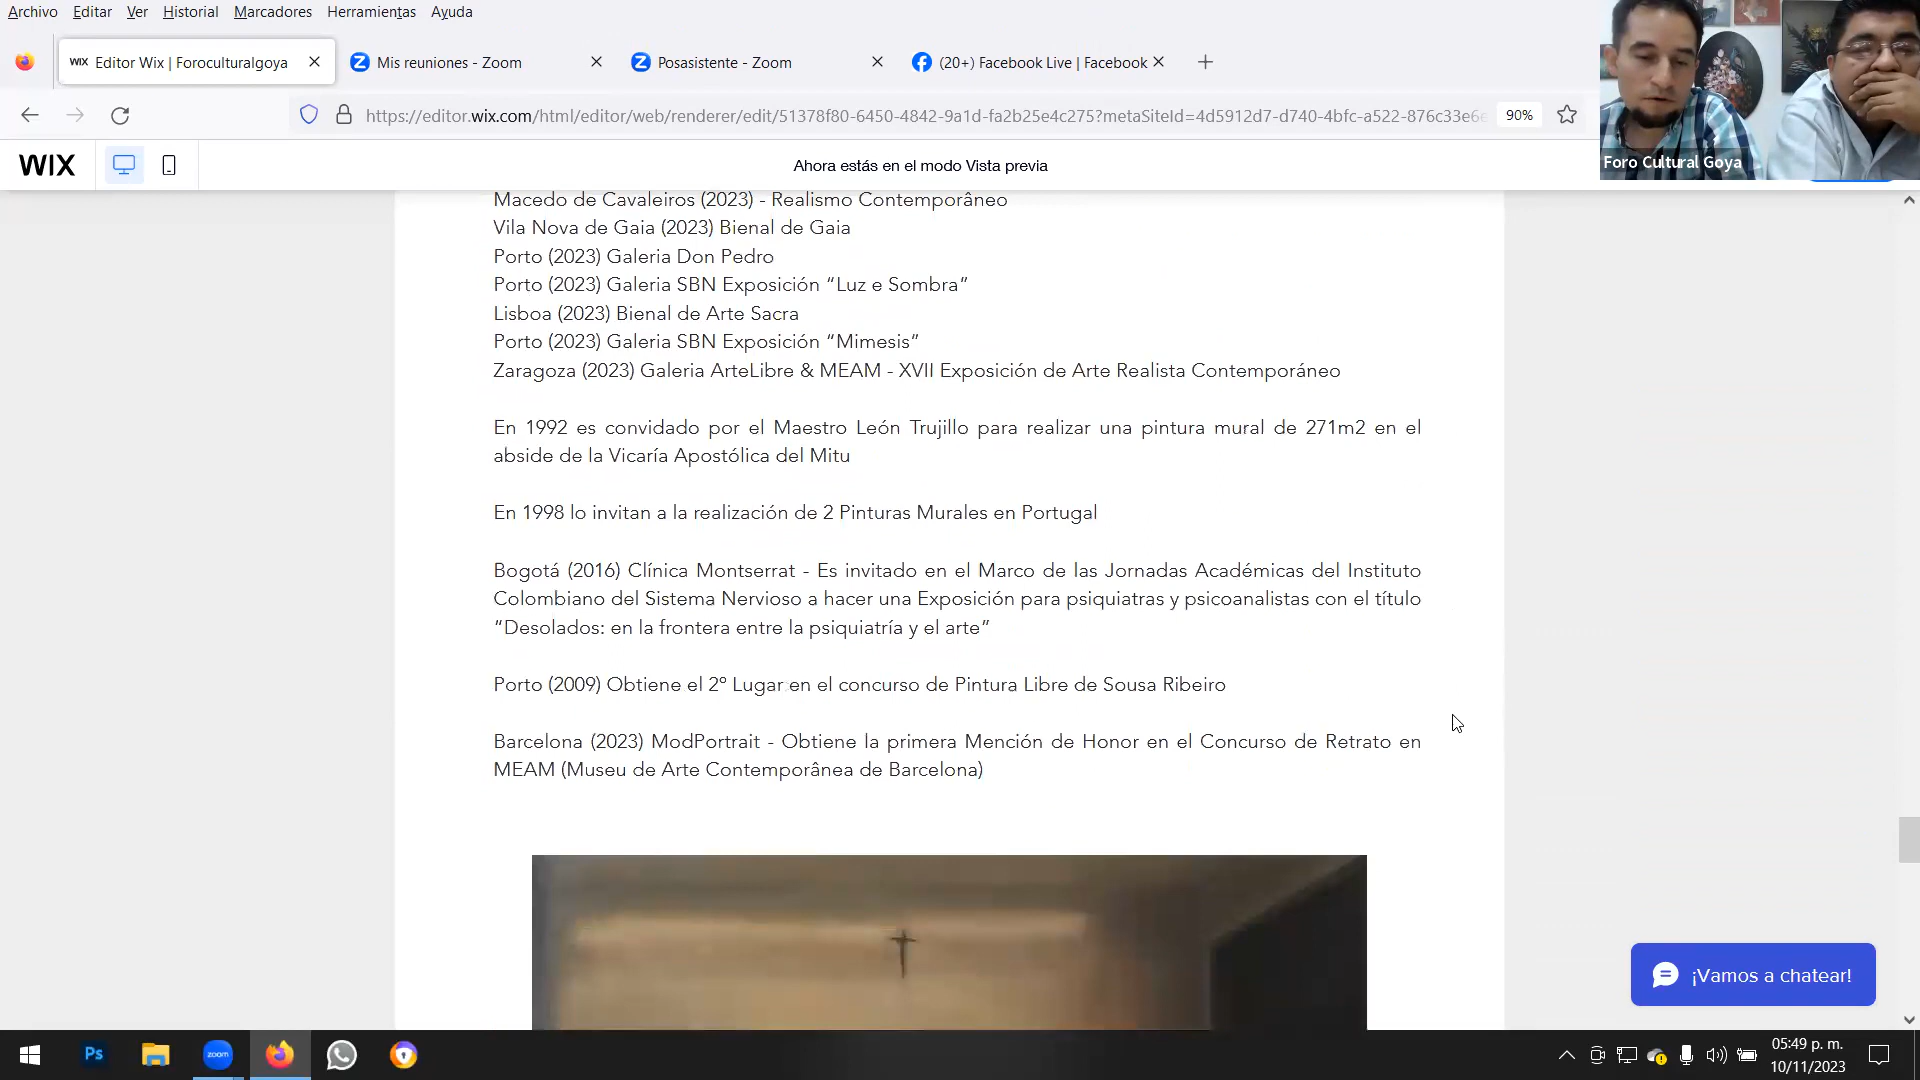 Archivo Editar Ver Historial Marcadores Herramientas Ayuda
WIX Editor Wix | Foroculturalgoya
Mis reuniones - Zoom
Posasistente - Zoom
(20+) Facebook Live | Facebook
https://editor.wix.com/html/editor/web/renderer/edit/51378f80-6450-4842-9a1d-fa2b25e4c275?metaSiteId=4d5912d7-d740-4bfc-a522-876c33e6e
90%
Foro Cultural Goya
WIX
Ahora estás en el modo Vista previa
Macedo de Cavaleiros (2023) - Realismo Contemporâneo
Vila Nova de Gaia (2023) Bienal de Gaia
Porto (2023) Galeria Don Pedro
Porto (2023) Galeria SBN Exposición “Luz e Sombra”
Lisboa (2023) Bienal de Arte Sacra
Porto (2023) Galeria SBN Exposición “Mimesis”
Zaragoza (2023) Galeria ArteLibre & MEAM - XVII Exposición de Arte Realista Contemporáneo
En 1992 es convidado por el Maestro León Trujillo para realizar una pintura mural de 271m2 en el
abside de la Vicaría Apostólica del Mitu
En 1998 lo invitan a la realización de 2 Pinturas Murales en Portugal
Bogotá (2016) Clínica Montserrat - Es invitado en el Marco de las Jornadas Académicas del Instituto
Colombiano del Sistema Nervioso a hacer una Exposición para psiquiatras y psicoanalistas con el título
“Desolados: en la frontera entre la psiquiatría y el arte”
Porto (2009) Obtiene el 2º Lugar en el concurso de Pintura Libre de Sousa Ribeiro
Barcelona (2023) ModPortrait - Obtiene la primera Mención de Honor en el Concurso de Retrato en
MEAM (Museu de Arte Contemporânea de Barcelona)
¡Vamos a chatear!
Ps
zoom
05:49 p. m.
10/11/2023